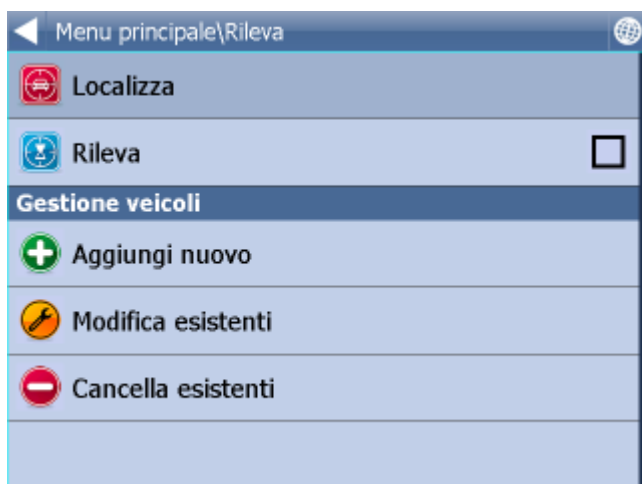 Menu principale\Rileva
Localizza
Rileva
Gestione veicoli
Aggiungi nuovo
Modifica esistenti
Cancella esistenti